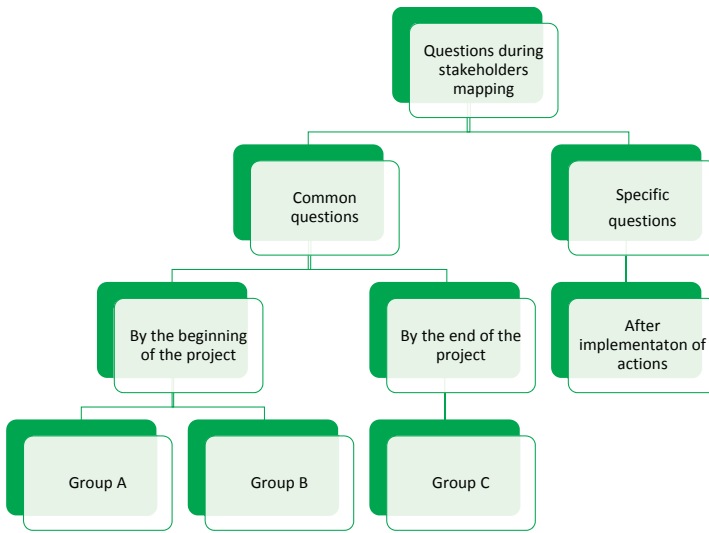 Questions during
stakeholders
mapping
Common
questions
Specific
questions
By the beginning
of the project
By the end of the
project
After
implementaton of
actions
Group A
Group B
Group C